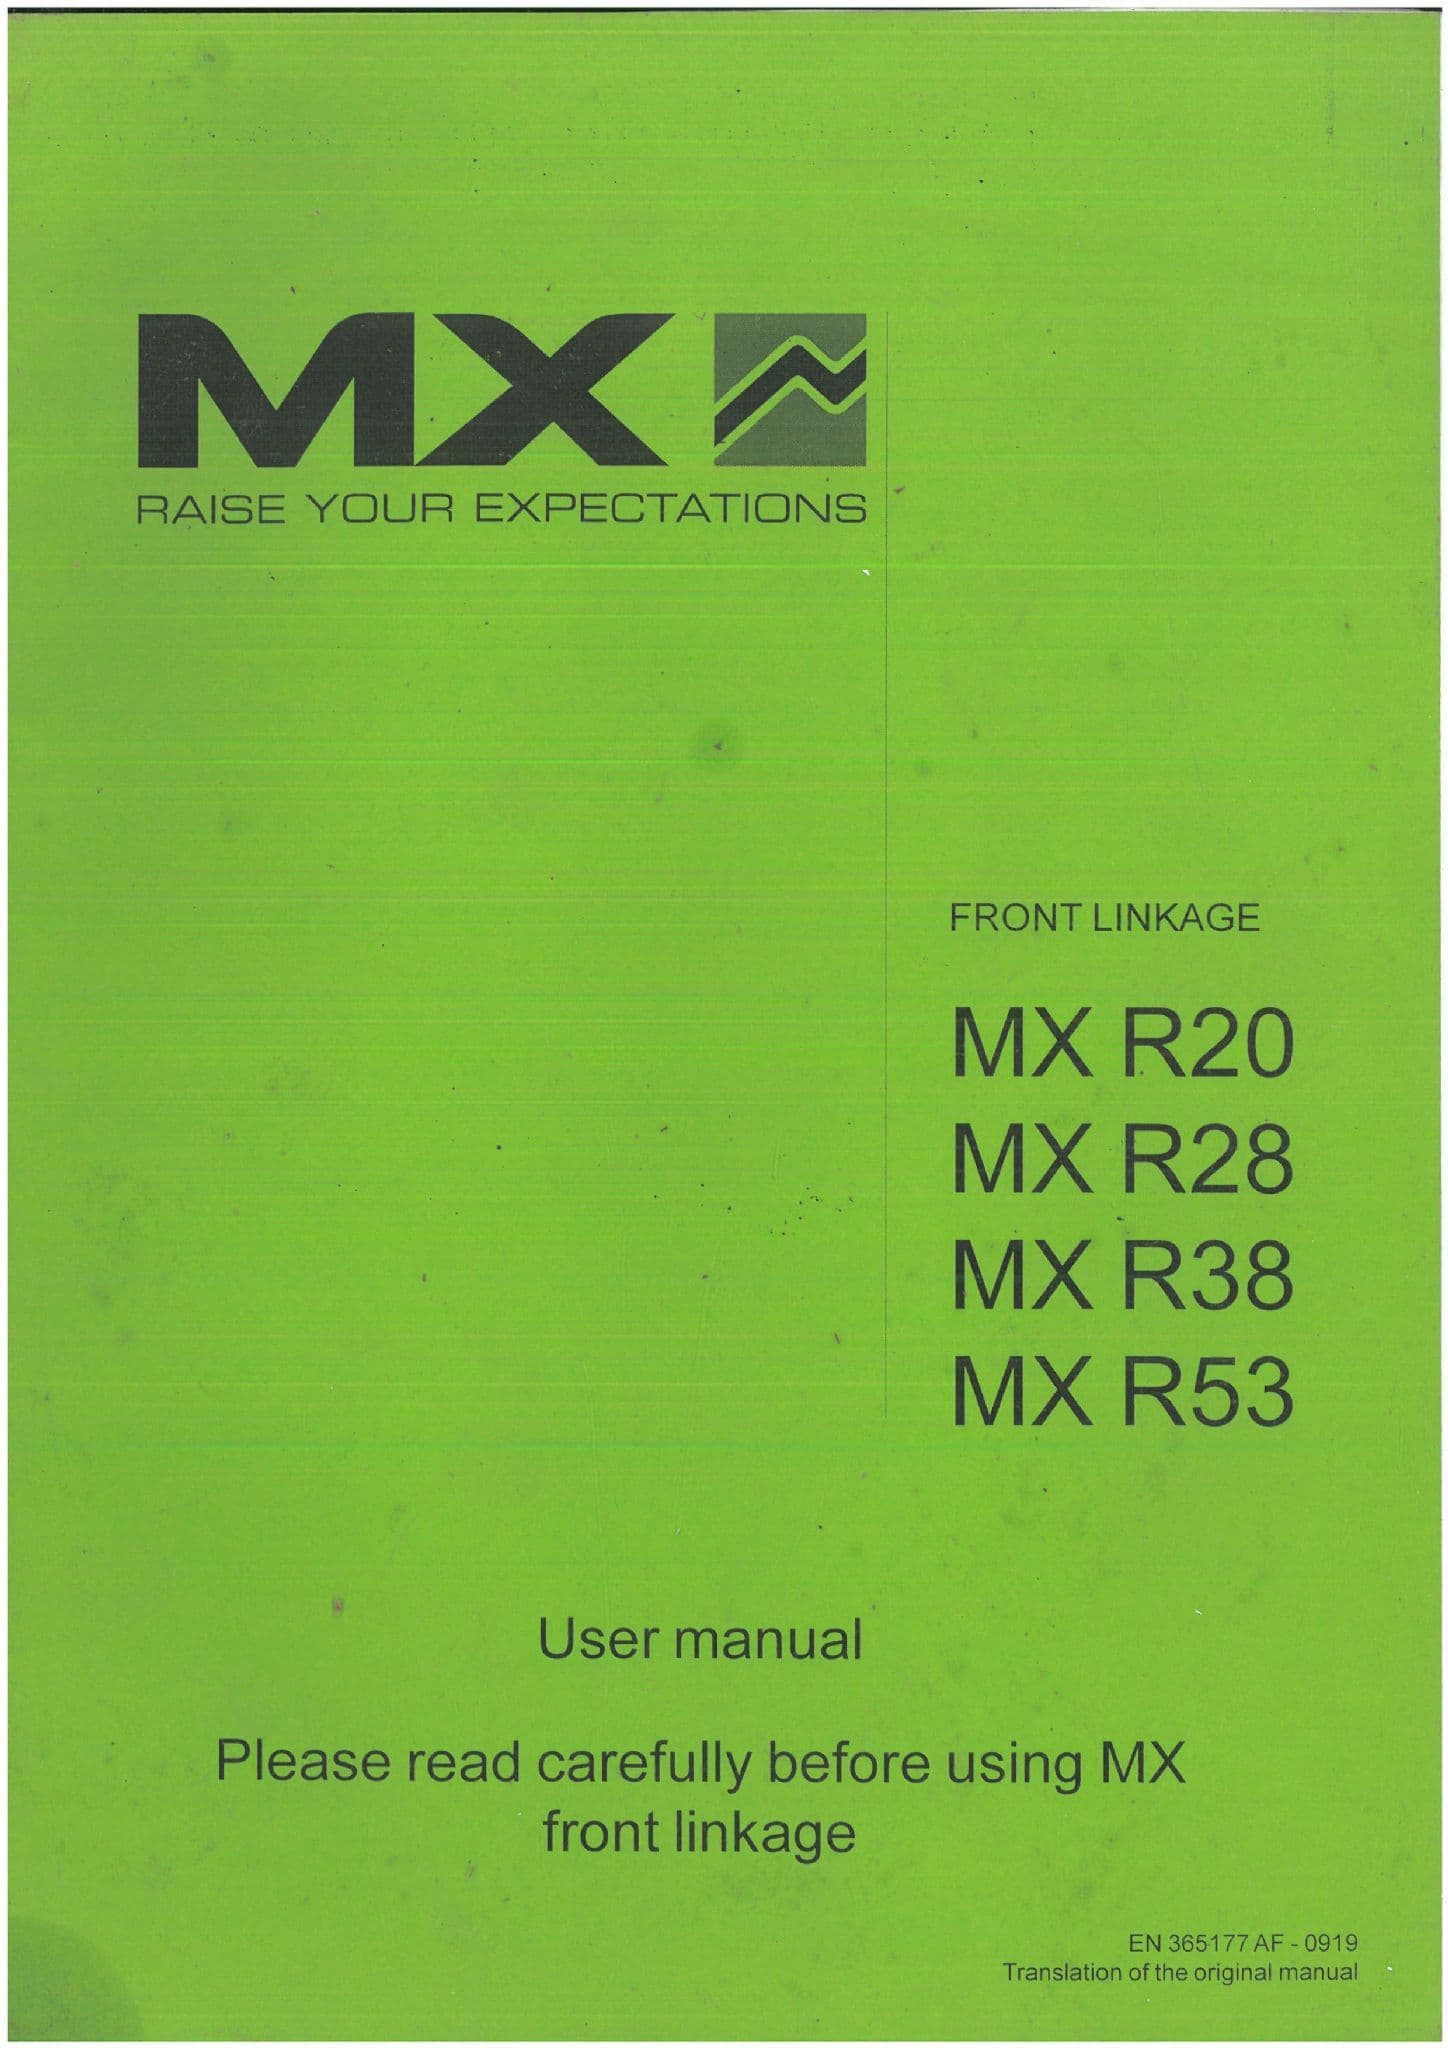 MX
RAISE YOUR EXPECTATIONS
FRONT LINKAGE
MX R20
MX R28
MX R38
MX R53
User manual
Please read carefully before using MX
front linkage
EN 365177 AF - 0919
Translation of the original manual